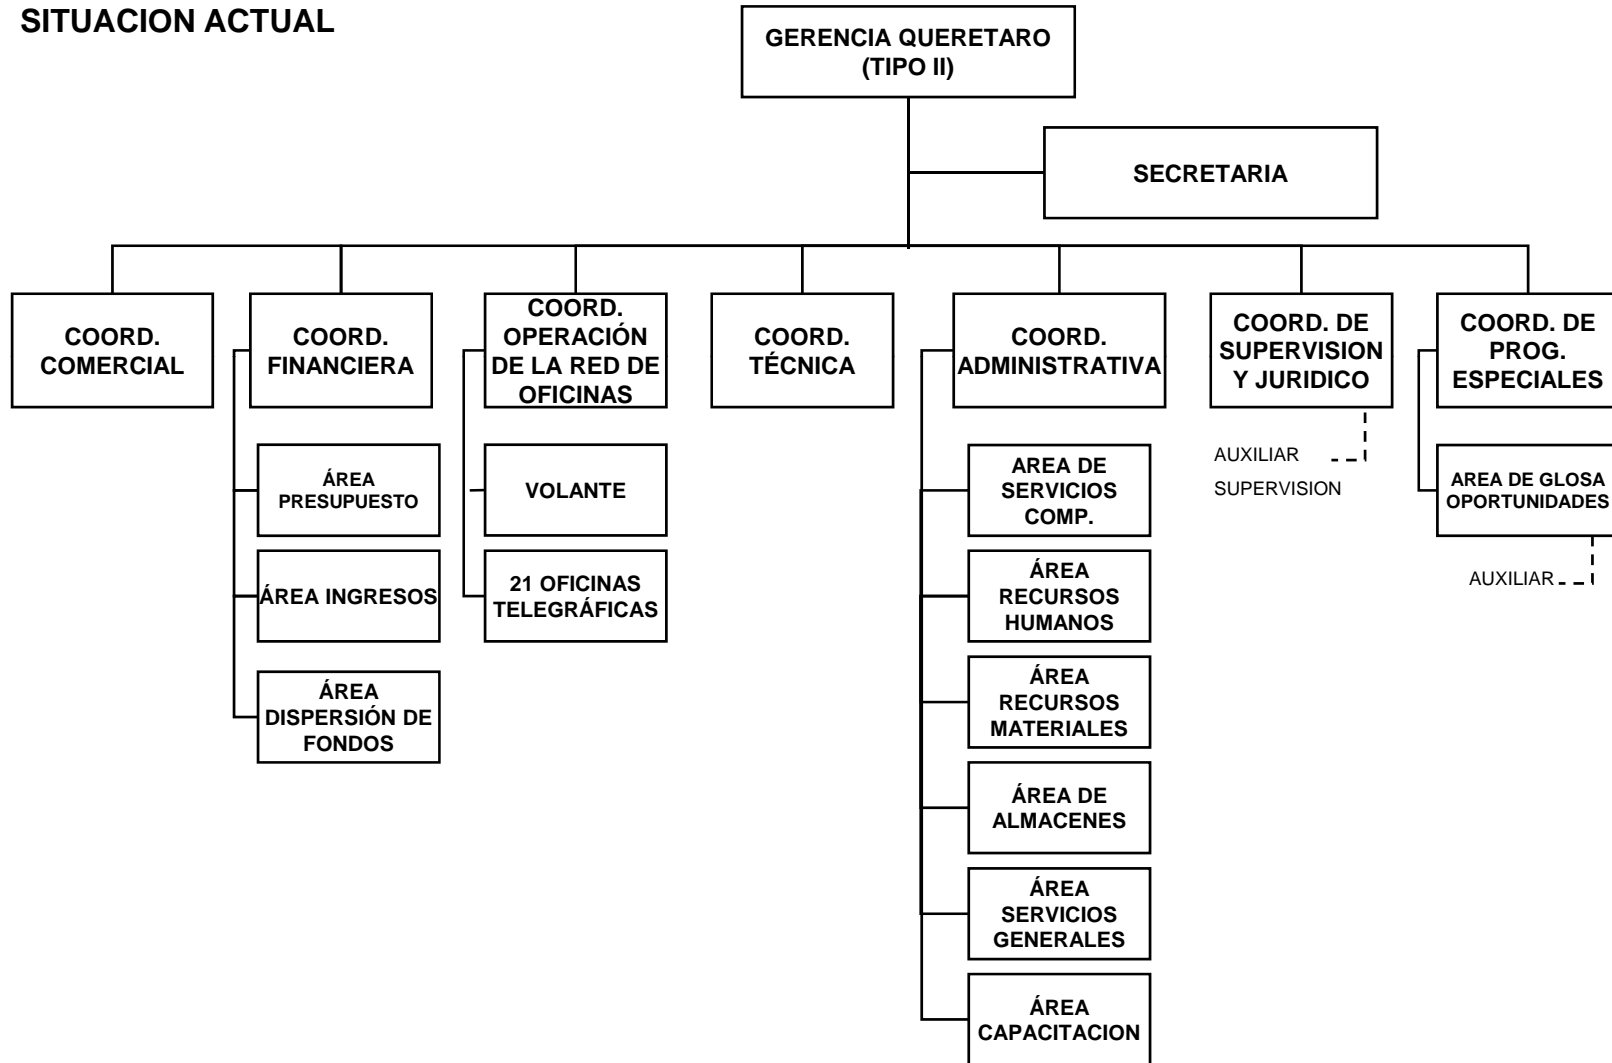 SITUACION ACTUAL
GERENCIA QUERETARO
(TIPO II)
SECRETARIA
COORD.
COMERCIAL
COORD.
FINANCIERA
COORD.
OPERACIÓN
DE LA RED DE
OFICINAS
COORD.
TÉCNICA
COORD.
ADMINISTRATIVA
COORD. DE
SUPERVISION
Y JURIDICO
COORD. DE
PROG.
ESPECIALES
ÁREA
PRESUPUESTO
ÁREA INGRESOS
ÁREA
DISPERSIÓN DE
FONDOS
VOLANTE
21 OFICINAS
TELEGRÁFICAS
AREA DE
SERVICIOS
COMP.
ÁREA
RECURSOS
HUMANOS
ÁREA
RECURSOS
MATERIALES
ÁREA DE
ALMACENES
ÁREA
SERVICIOS
GENERALES
ÁREA
CAPACITACION
AUXILIAR
SUPERVISION
AREA DE GLOSA
OPORTUNIDADES
AUXILIAR